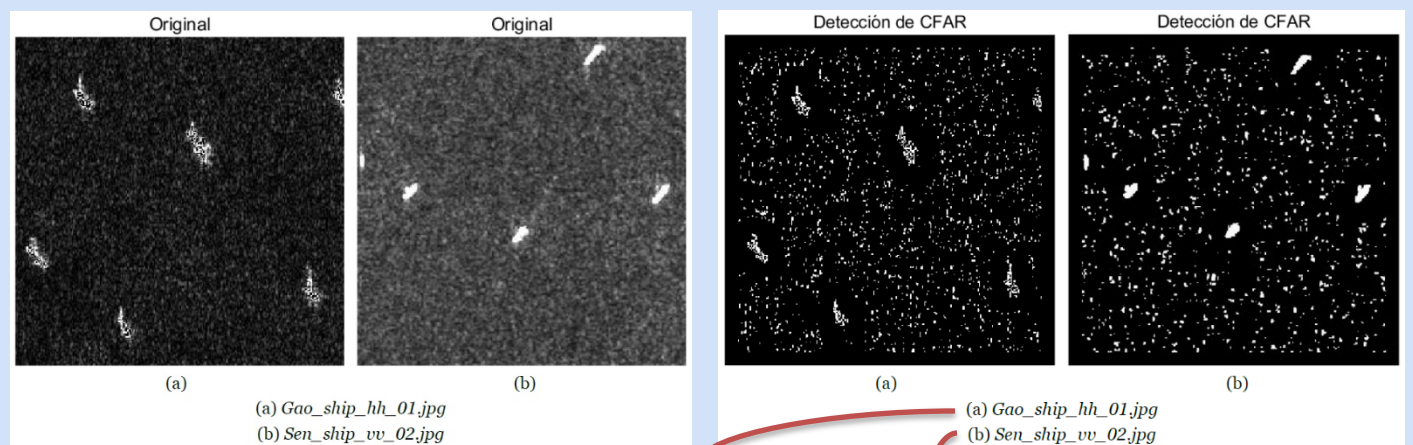 Original
Original
(a)
(b)
(a) Gao_ship_hh_01.jpg
(b) Sen_ship_vv_02.jpg
Detección de CFAR
Detección de CFAR
(a)
(b)
(a) Gao_ship_hh_01.jpg
(b) Sen_ship_vv_02.jpg